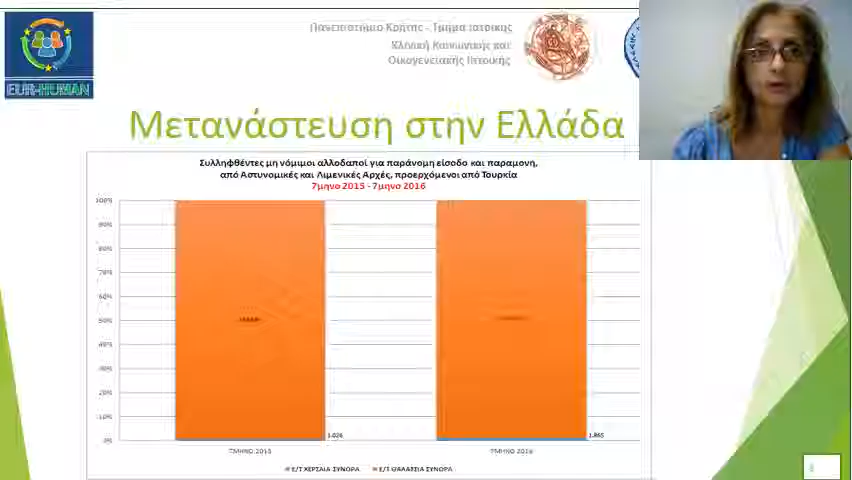 Πανεπιστήμιο Κρήτης - Τμήμα Ιατρικής
Κλινική Κοινωνικής και
Οικογενειακής Ιατρικής
EUR-HUMAN
Μετανάστευση στην Ελλάδα
Συλληφθέντες μη νόμιμοι αλλοδαποί για παράνομη είσοδο και παραμονή,
από Αστυνομικές και Λιμενικές Αρχές, προερχόμενοι από Τουρκία
7μηνο 2015 - 7μηνο 2016
100%
90%
80%
70%
60%
50%
40%
30%
20%
10%
0%
1.026
1.865
7ΜΗΝΟ 2015
7ΜΗΝΟ 2016
Ε/Τ ΧΕΡΣΑΙΑ ΣΥΝΟΡΑ
Ε/Τ ΘΑΛΑΣΣΙΑ ΣΥΝΟΡΑ